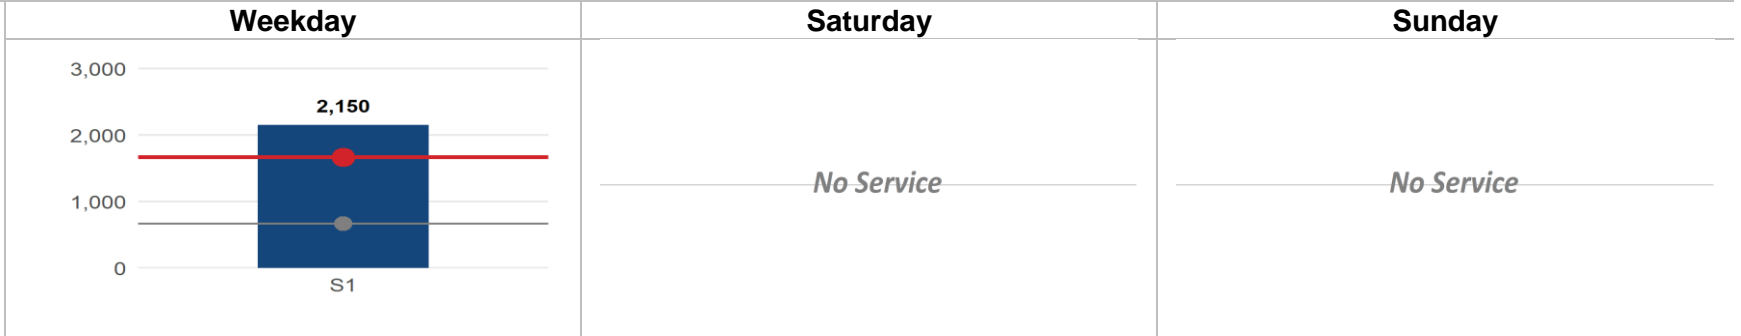 Weekday
Saturday
Sunday
3,000
2,150
2,000
1,000
0
S1
No Service
No Service